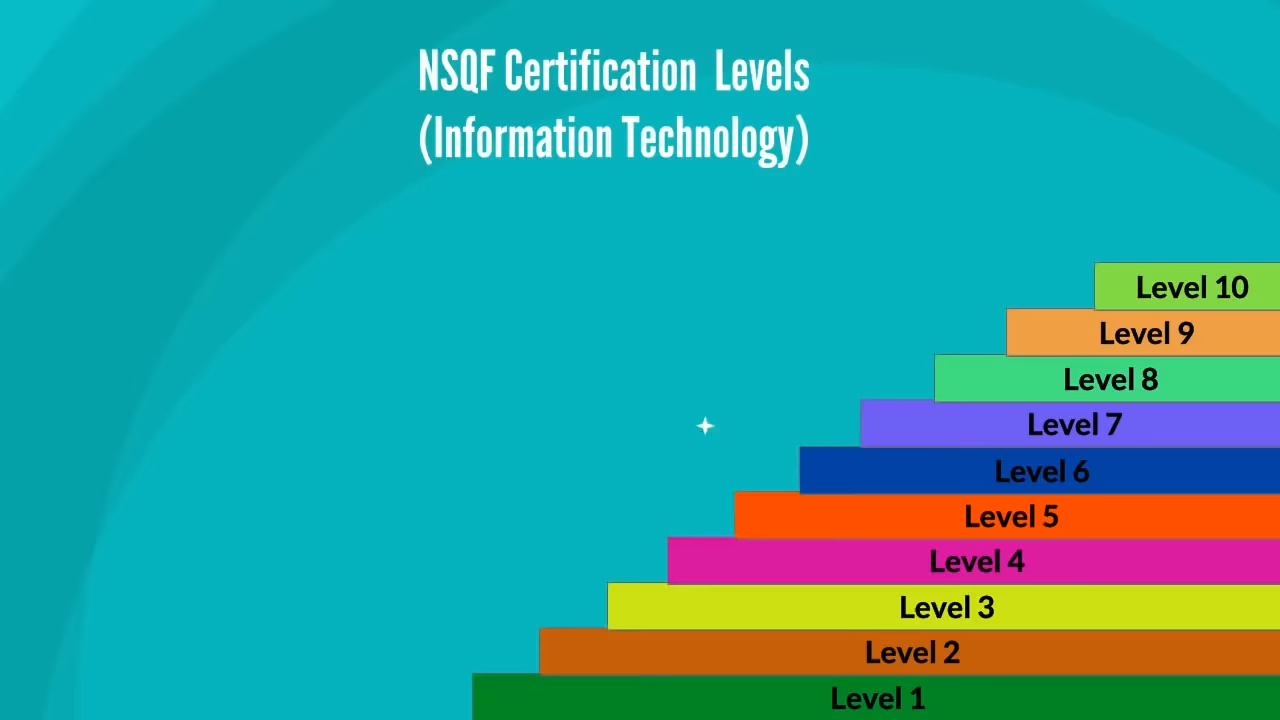 NSQF Certification Levels
(Information Technology)
Level 10
Level 9
Level 8
Level 7
Level 6
Level 5
Level 4
Level 3
Level 2
Level 1